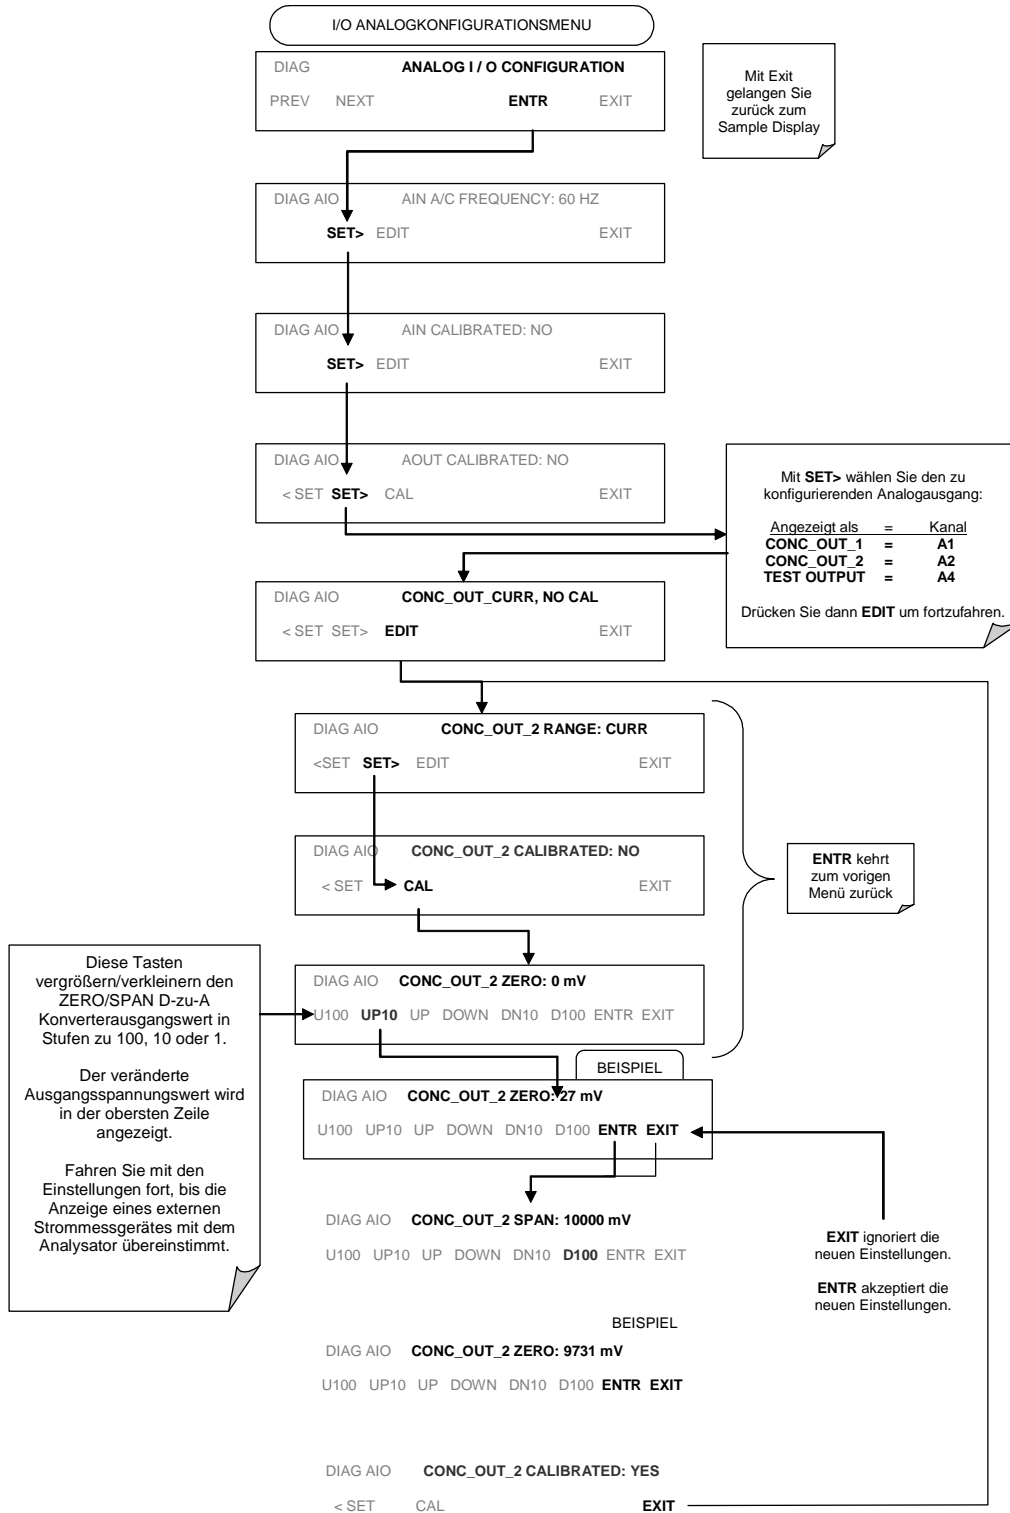 I/O ANALOGKONFIGURATIONSMENU
DIAG ANALOG I / O CONFIGURATION
PREV NEXT ENTR EXIT
Mit Exit
gelangen Sie
zurück zum
Sample Display
DIAG AIO AIN A/C FREQUENCY: 60 HZ
SET> EDIT EXIT
DIAG AIO AIN CALIBRATED: NO
SET> EDIT EXIT
DIAG AIO AOUT CALIBRATED: NO
< SET SET> CAL EXIT
Mit SET> wählen Sie den zu
konfigurierenden Analogausgang:
Angezeigt als = Kanal
CONC_OUT_1 = A1
CONC_OUT_2 = A2
TEST OUTPUT = A4
Drücken Sie dann EDIT um fortzufahren.
DIAG AIO CONC_OUT_CURR, NO CAL
< SET SET> EDIT EXIT
DIAG AIO CONC_OUT_2 RANGE: CURR
<SET SET> EDIT EXIT
DIAG AIO CONC_OUT_2 CALIBRATED: NO
< SET CAL EXIT
ENTR kehrt
zum vorigen
Menü zurück
DIAG AIO CONC_OUT_2 ZERO: 0 mV
U100 UP10 UP DOWN DN10 D100 ENTR EXIT
Diese Tasten
vergrößern/verkleinern den
ZERO/SPAN D-zu-A
Konverterausgangswert in
Stufen zu 100, 10 oder 1.
Der veränderte
Ausgangsspannungswert wird
in der obersten Zeile
angezeigt.
Fahren Sie mit den
Einstellungen fort, bis die
Anzeige eines externen
Strommessgerätes mit dem
Analysator übereinstimmt.
BEISPIEL
DIAG AIO CONC_OUT_2 ZERO: 27 mV
U100 UP10 UP DOWN DN10 D100 ENTR EXIT
DIAG AIO CONC_OUT_2 SPAN: 10000 mV
U100 UP10 UP DOWN DN10 D100 ENTR EXIT
EXIT ignoriert die
neuen Einstellungen.
ENTR akzeptiert die
neuen Einstellungen.
BEISPIEL
DIAG AIO CONC_OUT_2 ZERO: 9731 mV
U100 UP10 UP DOWN DN10 D100 ENTR EXIT
DIAG AIO CONC_OUT_2 CALIBRATED: YES
< SET CAL EXIT